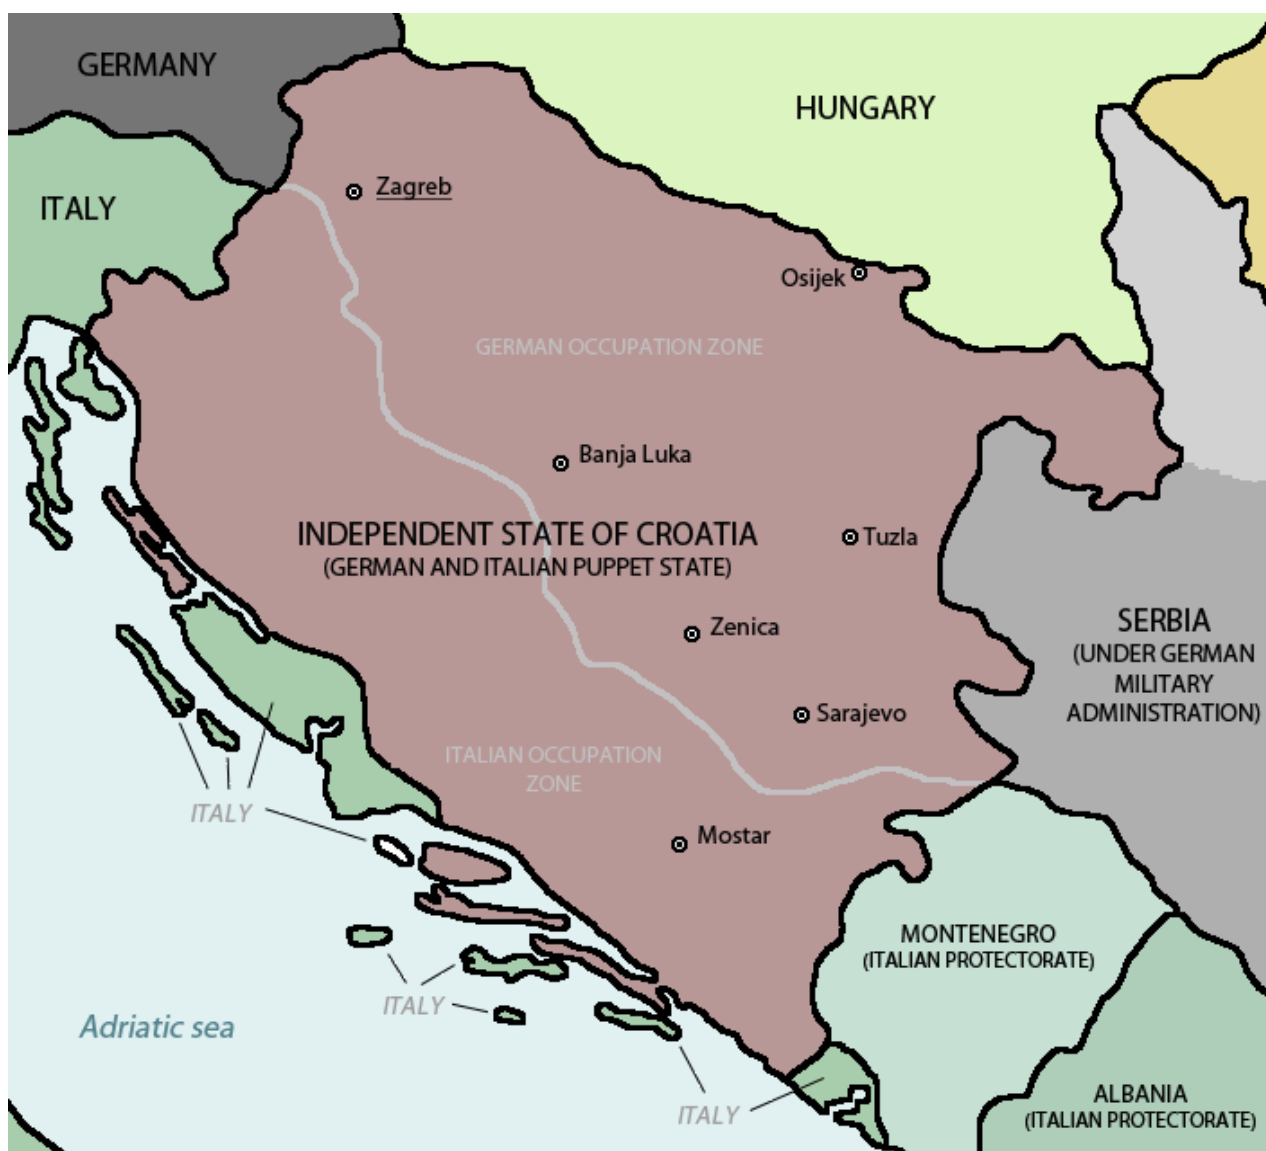 GERMANY
HUNGARY
ITALY
Zagreb
Osijek
GERMAN OCCUPATION ZONE
Banja Luka
INDEPENDENT STATE OF CROATIA
(GERMAN AND ITALIAN PUPPET STATE)
Tuzla
Zenica
SERBIA
(UNDER GERMAN
MILITARY
ADMINISTRATION)
Sarajevo
ITALIAN OCCUPATION
ZONE
ITALY
Mostar
MONTENEGRO
(ITALIAN PROTECTORATE)
ITALY
Adriatic sea
ALBANIA
(ITALIAN PROTECTORATE)
ITALY